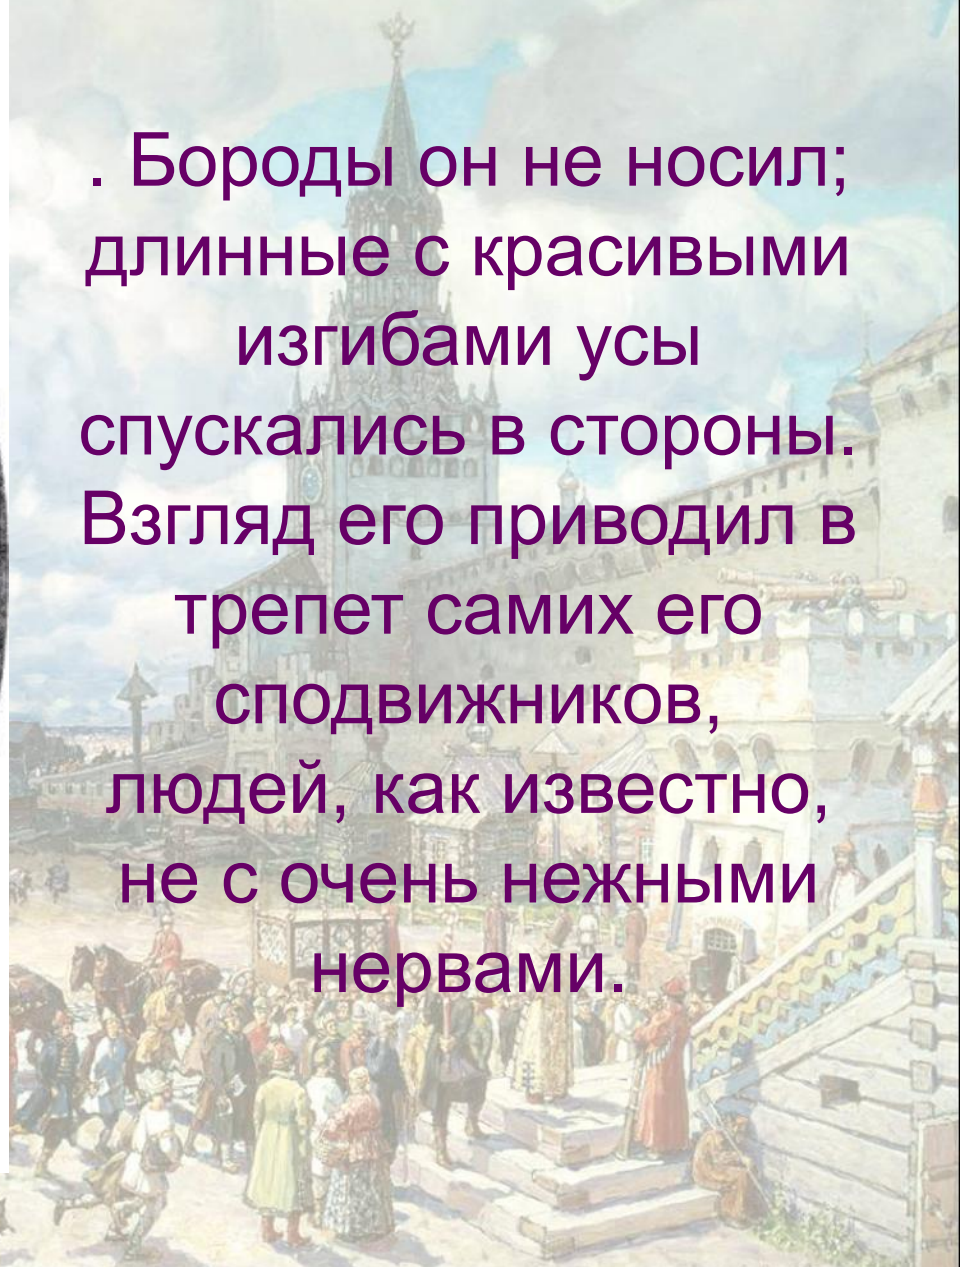 . Бороды он не носил;
длинные с красивыми
изгибами усы
спускались в стороны.
Взгляд его приводил в
трепет самих его
сподвижников,
людей, как известно,
не с очень нежными
нервами.